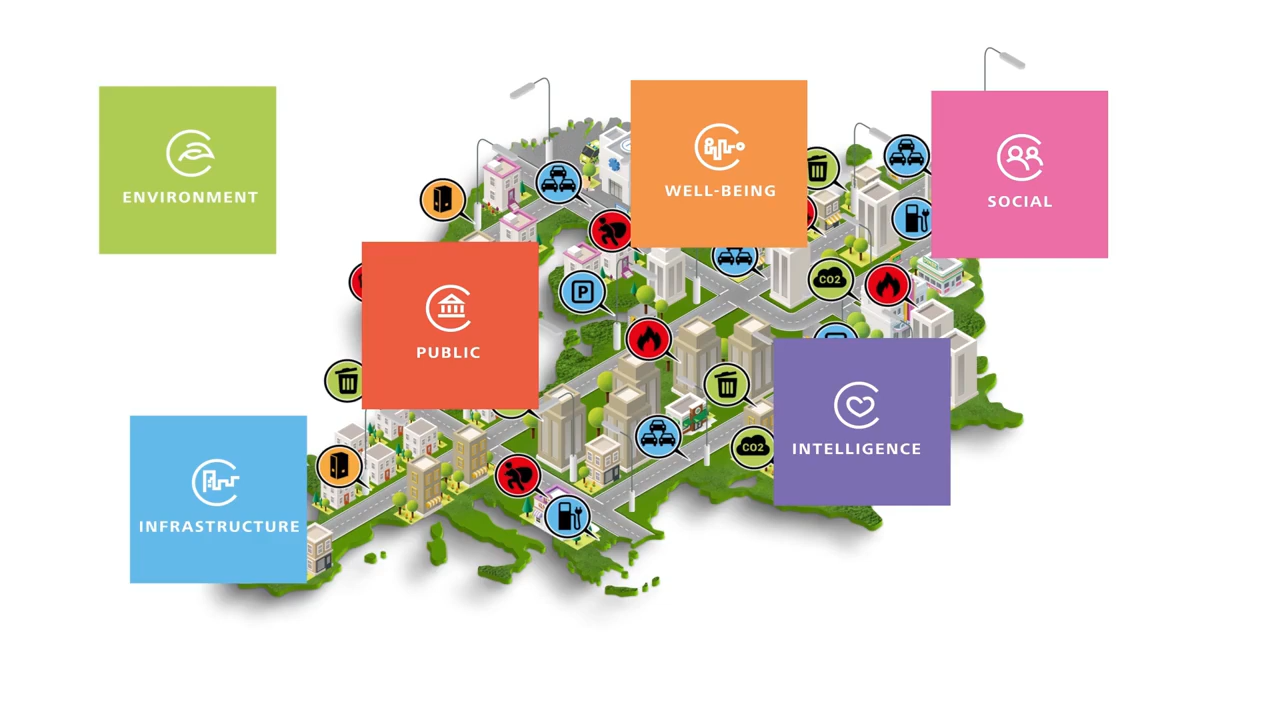 ENVIRONMENT
WELL-BEING
SOCIAL
PUBLIC
INTELLIGENCE
INFRASTRUCTURE
P
CO2
CO2